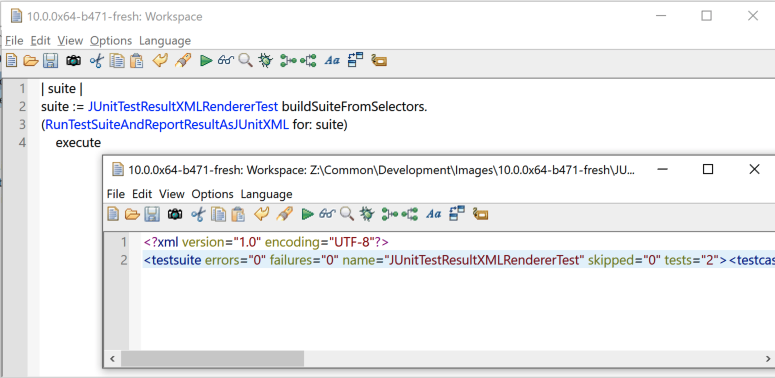 10.0.0x64-b471-fresh: Workspace
File Edit View Options Language
Aa
1 | suite |
2 suite := JUnitTestResultXMLRendererTest buildSuiteFromSelectors.
3 (RunTestSuiteAndReportResultAsJUnitXML for: suite)
4 execute
10.0.0x64-b471-fresh: Workspace: Z:\Common\Development\Images\10.0.0x64-b471-fresh\JU...
File Edit View Options Language
Aa
1 <?xml version="1.0" encoding="UTF-8"?>
2 <testsuite errors="0" failures="0" name="JUnitTestResultXMLRendererTest" skipped="0" tests="2"><testcas